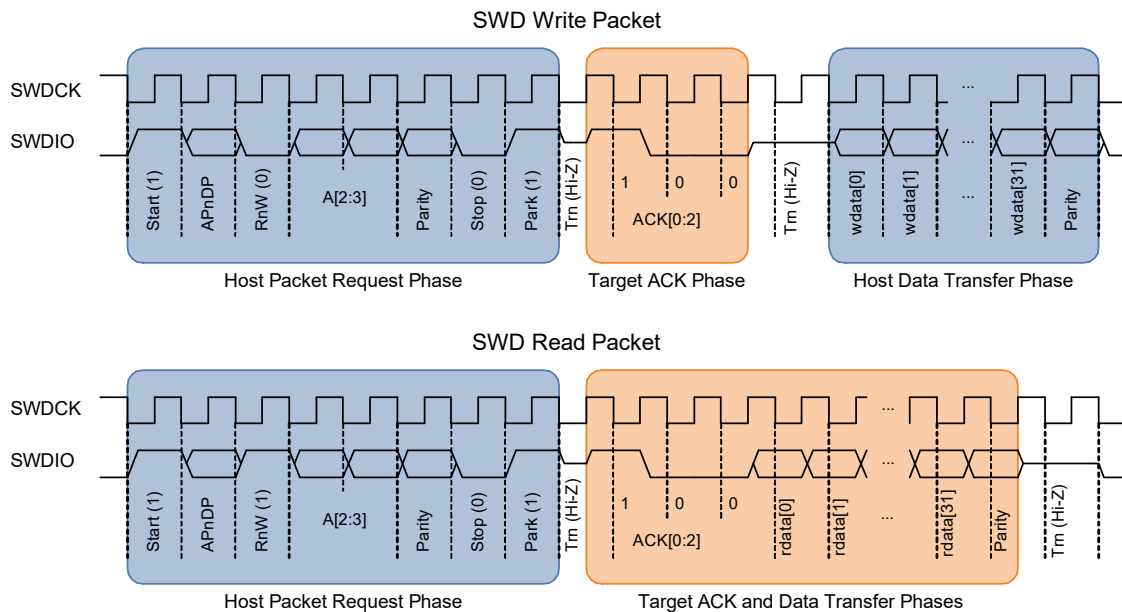 SWD Write Packet
SWDCK
...
SWDIO
...
Start (1)
APnDP
RnW (0)
A[2:3]
Parity
Stop (0)
Park (1)
Trn (Hi-Z)
1
0
0
ACK[0:2]
Trn (Hi-Z)
wdata[0]
wdata[1]
...
wdata[31]
Parity
Host Packet Request Phase
Target ACK Phase
Host Data Transfer Phase
SWD Read Packet
SWDCK
...
SWDIO
...
Start (1)
APnDP
RnW (1)
A[2:3]
Parity
Stop (0)
Park (1)
Trn (Hi-Z)
1
0
0
ACK[0:2]
rdata[0]
rdata[1]
...
rdata[31]
Parity
Trn (Hi-Z)
Host Packet Request Phase
Target ACK and Data Transfer Phases